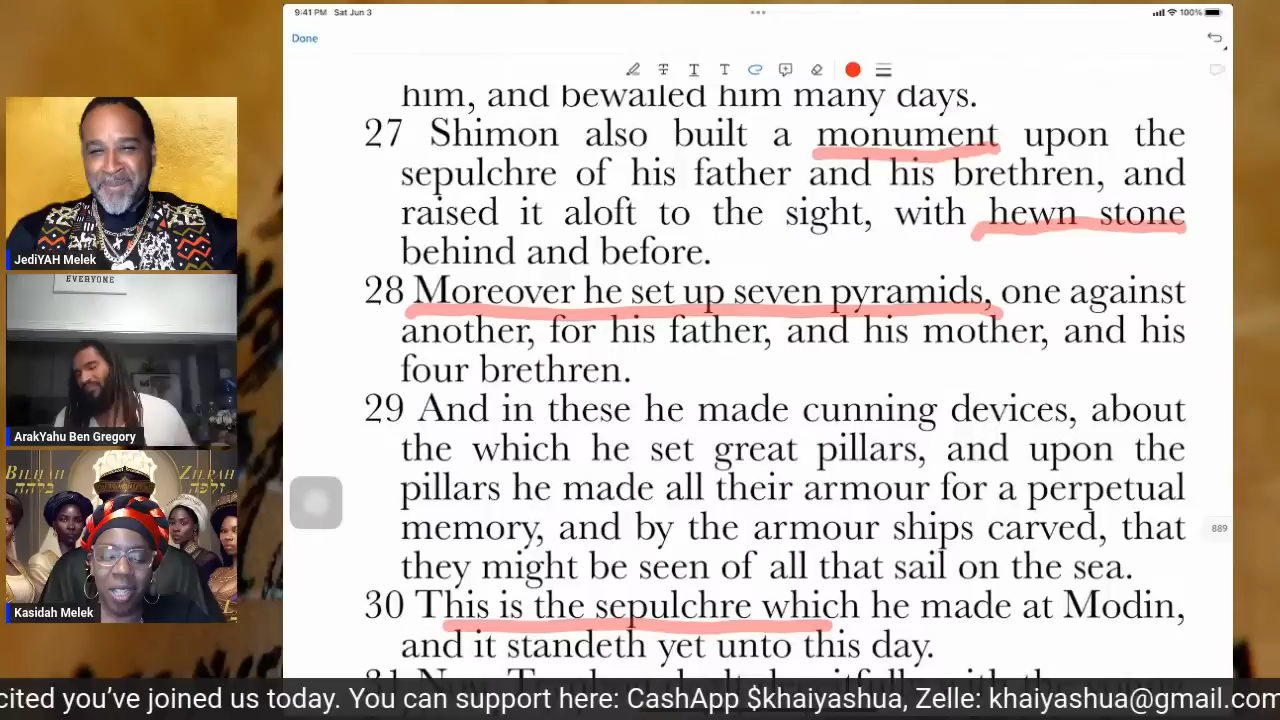 9:41 PM Sat Jun 3
100%
Done
T T T
him, and bewailed him many days.
27 Shimon also built a monument upon the
sepulchre of his father and his brethren, and
raised it aloft to the sight, with hewn stone
behind and before.
28 Moreover he set up seven pyramids, one against
another, for his father, and his mother, and his
four brethren.
29 And in these he made cunning devices, about
the which he set great pillars, and upon the
pillars he made all their armour for a perpetual
memory, and by the armour ships carved, that
they might be seen of all that sail on the sea.
30 This is the sepulchre which he made at Modin,
and it standeth yet unto this day.
889
JediYAH Melek
EVERYONE
ArakYahu Ben Gregory
BILHAH
בלהה
ZILPAH
זלפה
Kasidah Melek
cited you've joined us today. You can support here: CashApp $khaiyashua, Zelle: khaiyashua@gmail.com